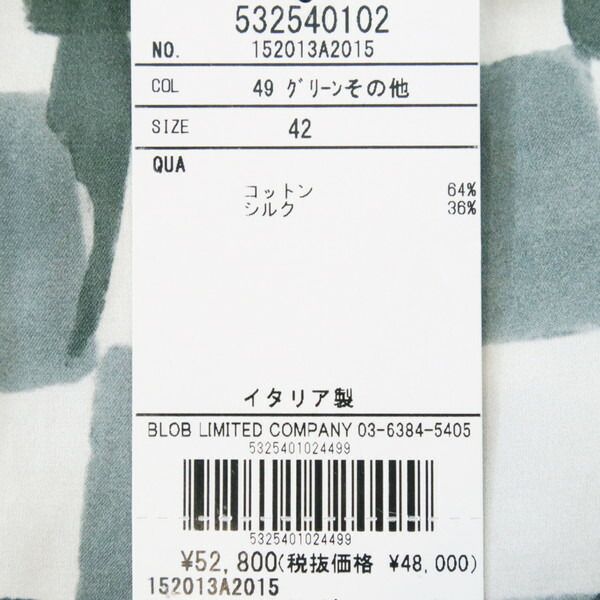 532540102
NO. 152013A2015
COL 49 グリーンその他
SIZE 42
QUA
コットン 64%
シルク 36%
イタリア製
BLOB LIMITED COMPANY 03-6384-5405
5325401024499
5325401024499
¥52,800(税抜価格 ¥48,000)
152013A2015